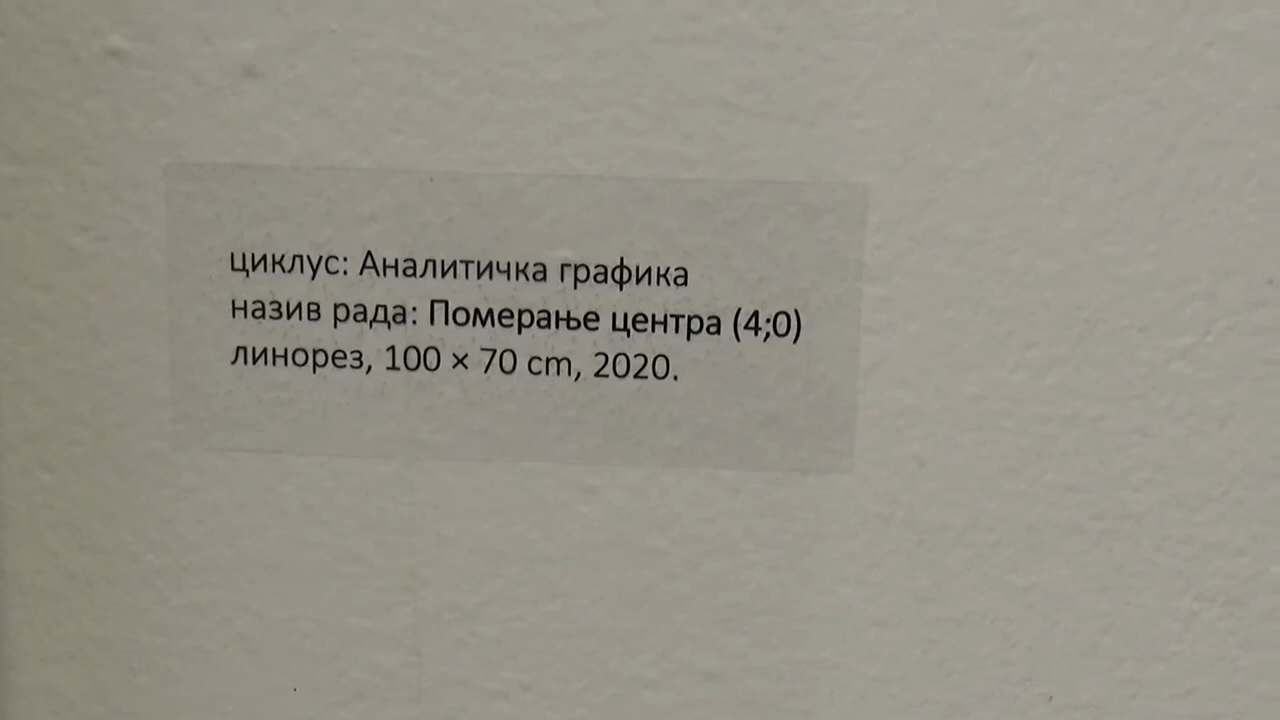 циклус: Аналитичка графика
назив рада: Померање центра (4;0)
линорез, 100 × 70 cm, 2020.